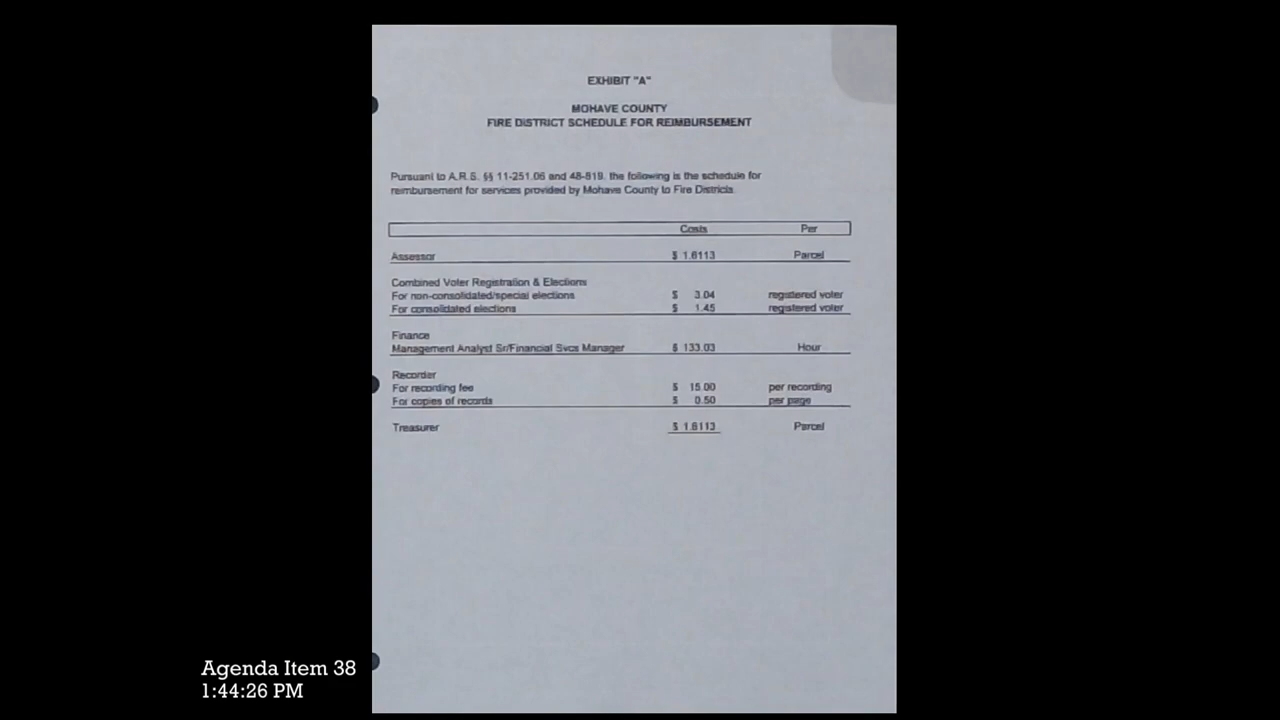 EXHIBIT "A"
MOHAVE COUNTY
FIRE DISTRICT SCHEDULE FOR REIMBURSEMENT
Pursuant to A.R.S. §§ 11-251.06 and 48-819, the following is the schedule for
reimbursement for services provided by Mohave County to Fire Districts.
Costs Per
Assessor $ 1.8113 Parcel
Combined Voter Registration & Elections
For non-consolidated/special elections $ 3.04 registered voter
For consolidated elections $ 1.45 registered voter
Finance
Management Analyst Sr/Financial Svcs Manager $ 133.03 Hour
Recorder
For recording fee $ 15.00 per recording
For copies of records $ 0.50 per page
Treasurer $ 1.8113 Parcel
Agenda Item 38
1:44:26 PM